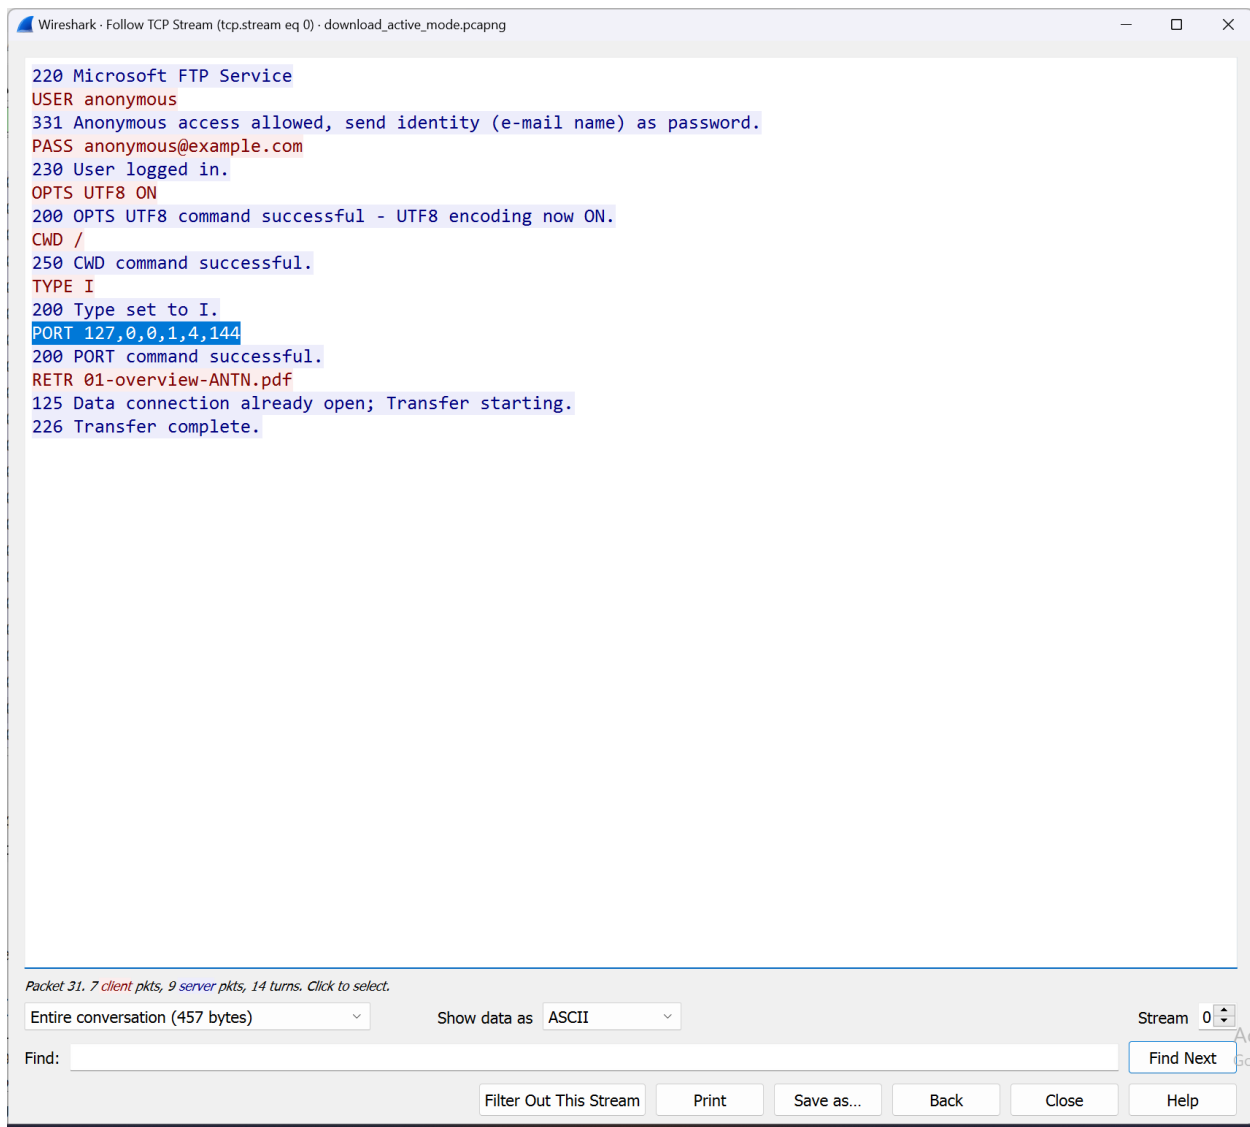 Wireshark · Follow TCP Stream (tcp.stream eq 0) · download_active_mode.pcapng
220 Microsoft FTP Service
USER anonymous
331 Anonymous access allowed, send identity (e-mail name) as password.
PASS anonymous@example.com
230 User logged in.
OPTS UTF8 ON
200 OPTS UTF8 command successful - UTF8 encoding now ON.
CWD /
250 CWD command successful.
TYPE I
200 Type set to I.
PORT 127,0,0,1,4,144
200 PORT command successful.
RETR 01-overview-ANTN.pdf
125 Data connection already open; Transfer starting.
226 Transfer complete.
Packet 31. 7 client pkts, 9 server pkts, 14 turns. Click to select.
Entire conversation (457 bytes) Show data as ASCII Stream 0
Find: Find Next
Filter Out This Stream Print Save as... Back Close Help